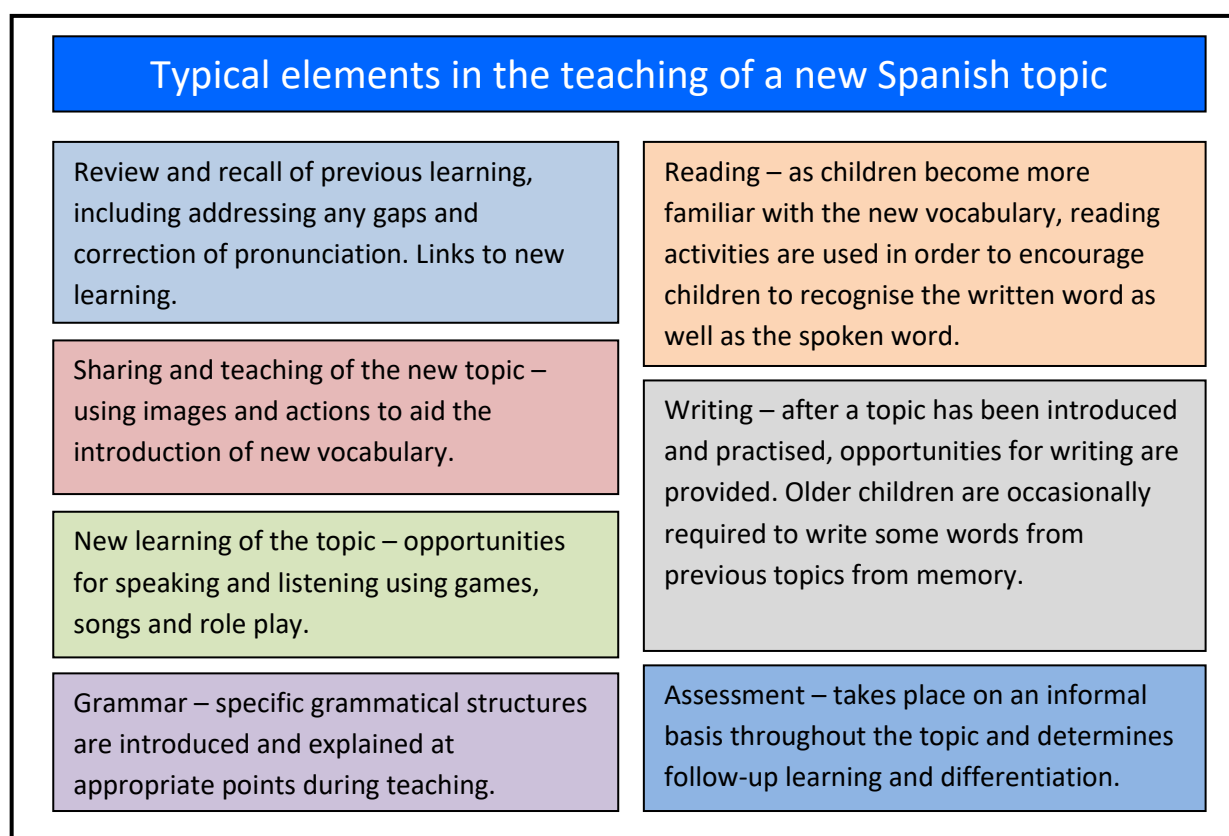 Typical elements in the teaching of a new Spanish topic
Review and recall of previous learning,
including addressing any gaps and
correction of pronunciation. Links to new
learning.
Sharing and teaching of the new topic –
using images and actions to aid the
introduction of new vocabulary.
New learning of the topic – opportunities
for speaking and listening using games,
songs and role play.
Grammar – specific grammatical structures
are introduced and explained at
appropriate points during teaching.
Reading – as children become more
familiar with the new vocabulary, reading
activities are used in order to encourage
children to recognise the written word as
well as the spoken word.
Writing – after a topic has been introduced
and practised, opportunities for writing are
provided. Older children are occasionally
required to write some words from
previous topics from memory.
Assessment – takes place on an informal
basis throughout the topic and determines
follow-up learning and differentiation.